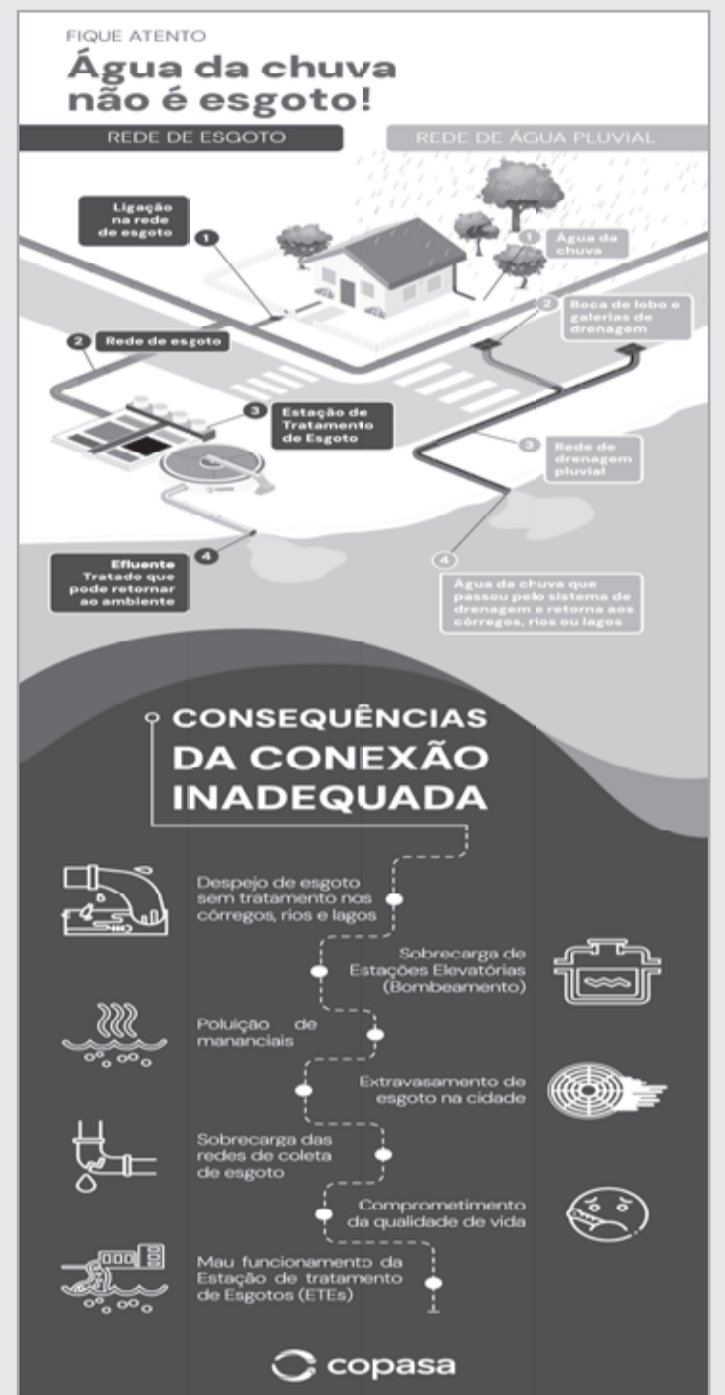 FIQUE ATENTO
Água da chuva
não é esgoto!
REDE DE ESGOTO
REDE DE ÁGUA PLUVIAL
Ligação
na rede
de esgoto
1
2
Rede de esgoto
3
Estação de
Tratamento
de Esgoto
4
Efluente
Tratado que
pode retornar
ao ambiente
1
Água da
chuva
2
Boca de lobo e
galerias de
drenagem
3
Rede de
drenagem
pluvial
4
Água da chuva que
passou pelo sistema de
drenagem e retorna aos
córregos, rios ou lagos
CONSEQUÊNCIAS
DA CONEXÃO
INADEQUADA
Despejo de esgoto
sem tratamento nos
córregos, rios e lagos
Sobrecarga de
Estações Elevatórias
(Bombeamento)
Poluição de
mananciais
Extravasamento de
esgoto na cidade
Sobrecarga das
redes de coleta
de esgoto
Comprometimento
da qualidade de vida
Mau funcionamento da
Estação de tratamento
de Esgotos (ETEs)
copasa